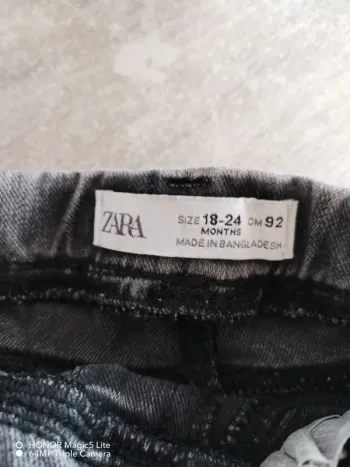 ZARA
SIZE 18-24 CM 92
MONTHS
MADE IN BANGLADESH
HONOR Magic5 Lite
64MP Triple Camera